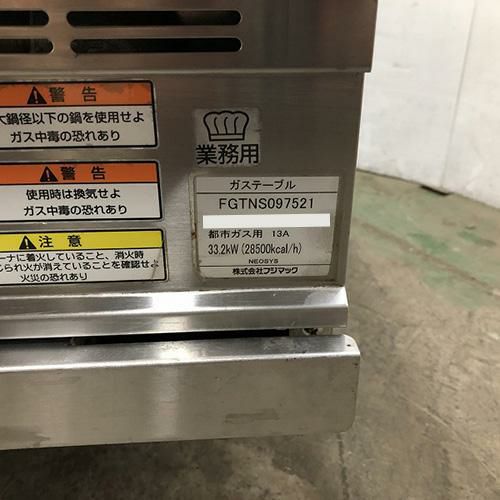 警告
大鍋径以下の鍋を使用せよ
ガス中毒の恐れあり
警告
使用時は換気せよ
ガス中毒の恐れあり
注意
ーナに着火していること、消火時
じられ火が消えていることを確認せよ
火災の恐れあり
業務用
ガステーブル
FGTNS097521
都市ガス用 13A
33.2kW(28500kcal/h)
NEOSYS
株式会社フジマック